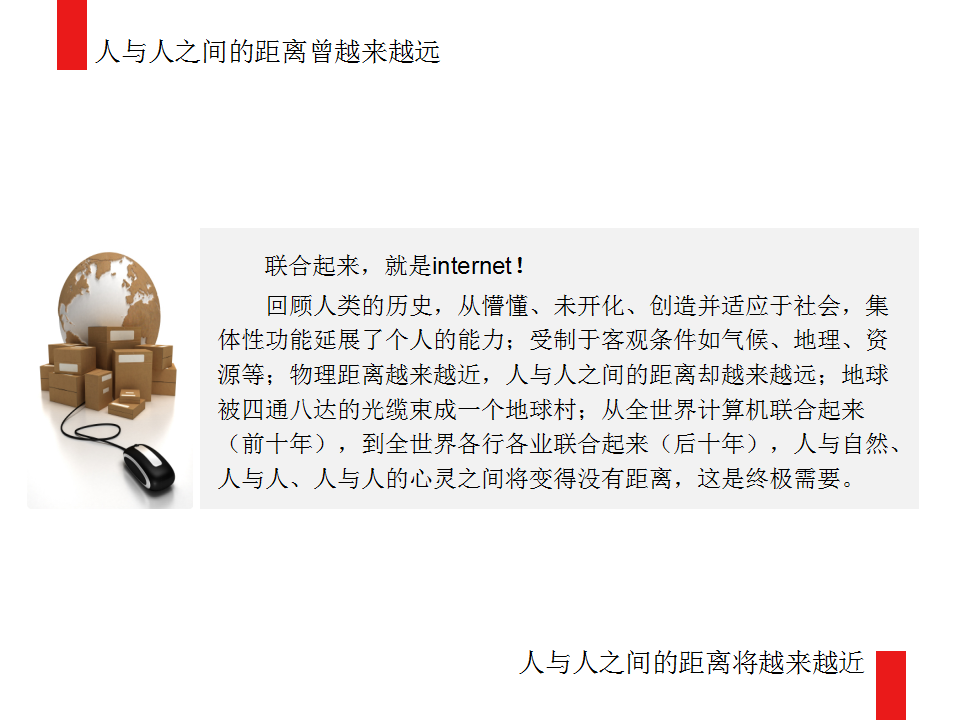 人与人之间的距离曾越来越远
联合起来，就是internet！
回顾人类的历史，从懵懂、未开化、创造并适应于社会，集
体性功能延展了个人的能力；受制于客观条件如气候、地理、资
源等；物理距离越来越近，人与人之间的距离却越来越远；地球
被四通八达的光缆束成一个地球村；从全世界计算机联合起来
（前十年），到全世界各行各业联合起来（后十年），人与自然、
人与人、人与人的心灵之间将变得没有距离，这是终极需要。
人与人之间的距离将越来越近